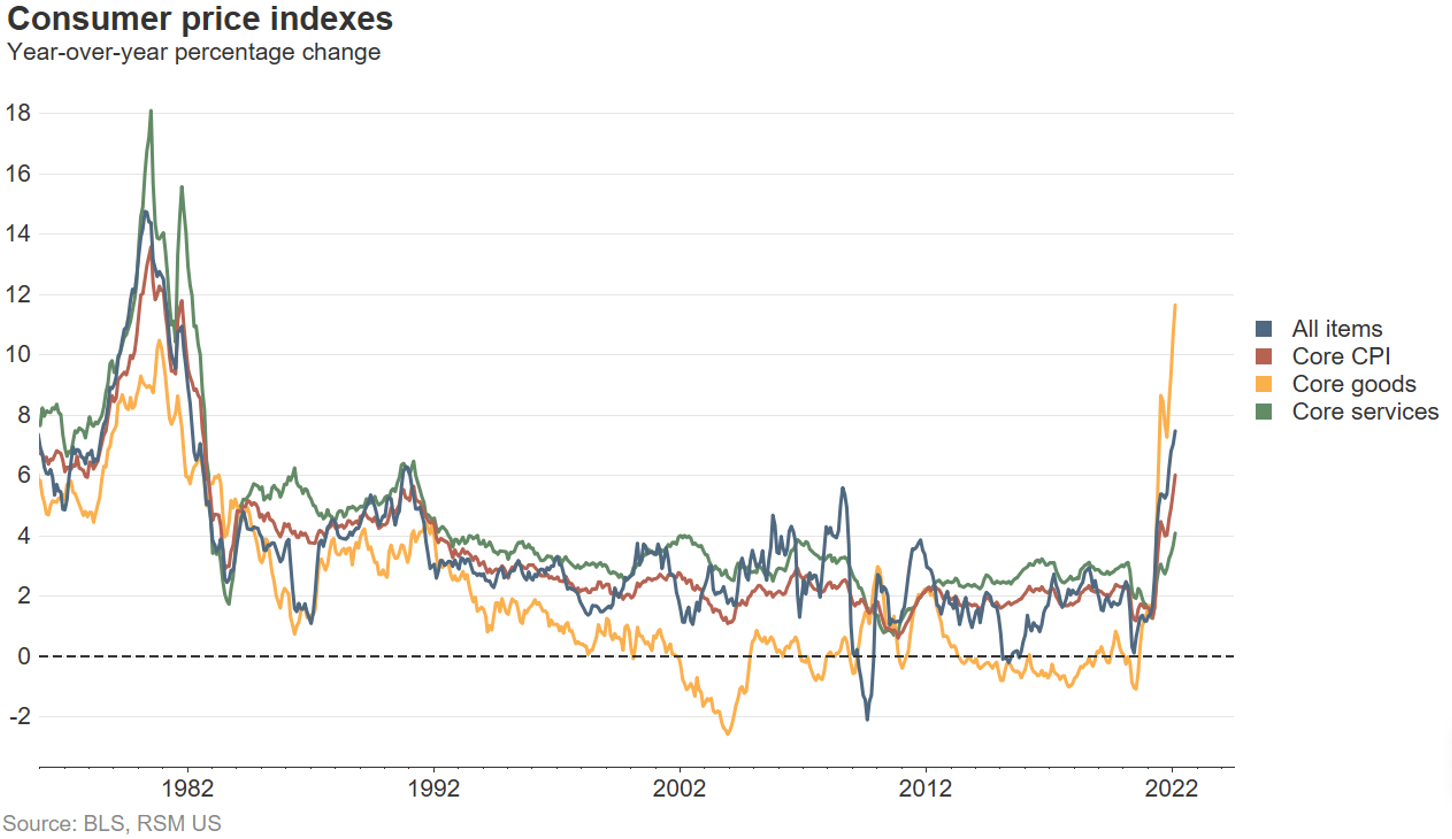 Consumer price indexes
Year-over-year percentage change
18
16
14
12
10
8
6
4
2
0
-2
1982 1992 2002 2012 2022
All items
Core CPI
Core goods
Core services
Source: BLS, RSM US